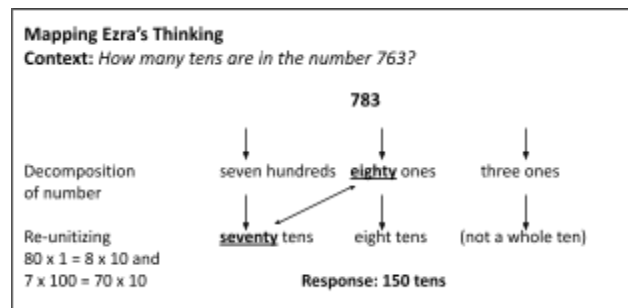 Mapping Ezra's Thinking
Context: How many tens are in the number 763?
783
Decomposition seven hundreds eighty ones three ones
of number
Re-unitizing seventy tens eight tens (not a whole ten)
80 x 1 = 8 x 10 and
7 x 100 = 70 x 10 Response: 150 tens